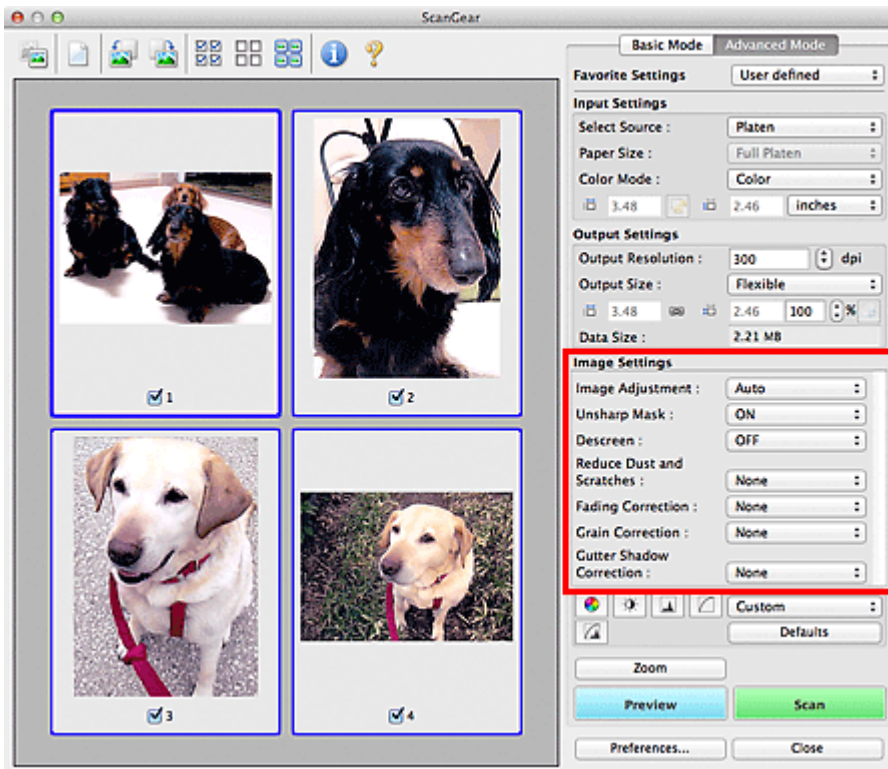 ScanGear
Basic Mode Advanced Mode
Favorite Settings User defined
Input Settings
Select Source : Platen
Paper Size : Full Platen
Color Mode : Color
3.48 2.46 inches
Output Settings
Output Resolution : 300 dpi
Output Size : Flexible
3.48 2.46 100 %
Data Size : 2.21 MB
Image Settings
Image Adjustment : Auto
Unsharp Mask : ON
Descreen : OFF
Reduce Dust and
Scratches : None
Fading Correction : None
Grain Correction : None
Gutter Shadow
Correction : None
Custom
Defaults
Zoom
Preview Scan
Preferences... Close
1 2
3 4